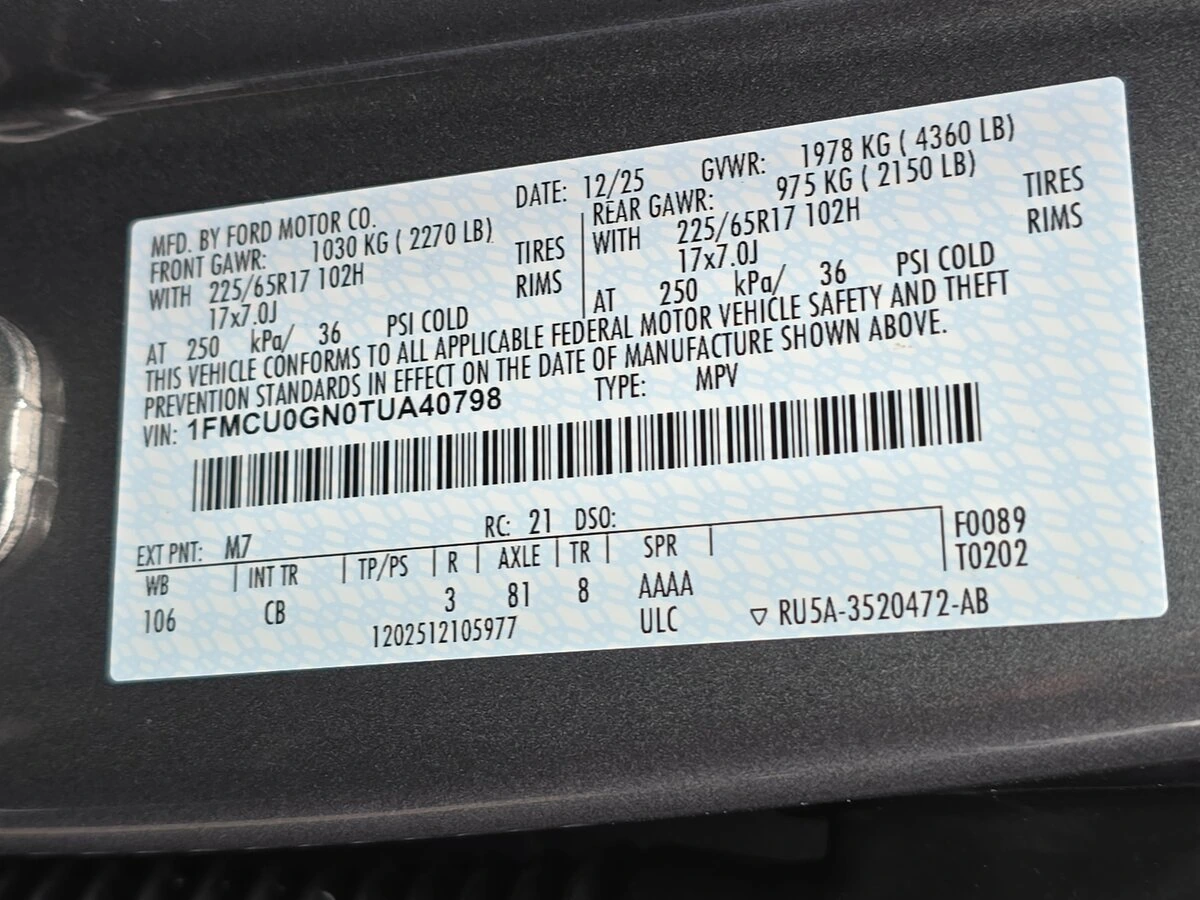 MFD. BY FORD MOTOR CO. DATE: 12/25 GVWR: 1978 KG ( 4360 LB)
FRONT GAWR: 1030 KG ( 2270 LB) REAR GAWR: 975 KG ( 2150 LB)
WITH 225/65R17 102H TIRES WITH 225/65R17 102H TIRES
17x7.0J RIMS 17x7.0J RIMS
AT 250 kPa/ 36 PSI COLD AT 250 kPa/ 36 PSI COLD
THIS VEHICLE CONFORMS TO ALL APPLICABLE FEDERAL MOTOR VEHICLE SAFETY AND THEFT
PREVENTION STANDARDS IN EFFECT ON THE DATE OF MANUFACTURE SHOWN ABOVE.
VIN: 1FMCU0GN0TUA40798 TYPE: MPV
EXT PNT: M7 RC: 21 DSO: F0089
WB INT TR TP/PS R AXLE TR SPR T0202
106 CB 3 81 8 AAAA
1202512105977 ULC ▽ RU5A-3520472-AB